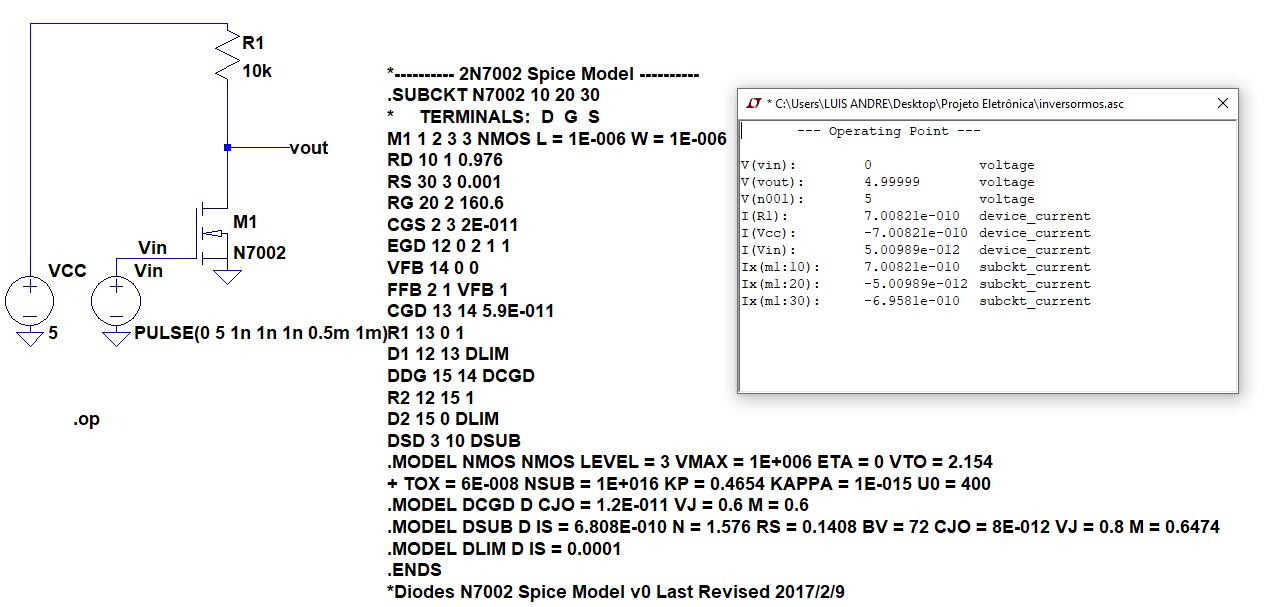 R1
10k
vout
M1
N7002
Vin
Vin
VCC
5
PULSE(0 5 1n 1n 1n 0.5m 1m)
.op
*---------- 2N7002 Spice Model ----------
.SUBCKT N7002 10 20 30
* TERMINALS: D G S
M1 1 2 3 3 NMOS L = 1E-006 W = 1E-006
RD 10 1 0.976
RS 30 3 0.001
RG 20 2 160.6
CGS 2 3 2E-011
EGD 12 0 2 1 1
VFB 14 0 0
FFB 2 1 VFB 1
CGD 13 14 5.9E-011
R1 13 0 1
D1 12 13 DLIM
DDG 15 14 DCGD
R2 12 15 1
D2 15 0 DLIM
DSD 3 10 DSUB
.MODEL NMOS NMOS LEVEL = 3 VMAX = 1E+006 ETA = 0 VTO = 2.154
+ TOX = 6E-008 NSUB = 1E+016 KP = 0.4654 KAPPA = 1E-015 U0 = 400
.MODEL DCGD D CJO = 1.2E-011 VJ = 0.6 M = 0.6
.MODEL DSUB D IS = 6.808E-010 N = 1.576 RS = 0.1408 BV = 72 CJO = 8E-012 VJ = 0.8 M = 0.6474
.MODEL DLIM D IS = 0.0001
.ENDS
*Diodes N7002 Spice Model v0 Last Revised 2017/2/9
* C:\Users\LUIS ANDRE\Desktop\Projeto Eletrônica\inversormos.asc
--- Operating Point ---
V(vin): 0 voltage
V(vout): 4.99999 voltage
V(n001): 5 voltage
I(R1): 7.00821e-010 device_current
I(Vcc): -7.00821e-010 device_current
I(Vin): 5.00989e-012 device_current
Ix(m1:10): 7.00821e-010 subckt_current
Ix(m1:20): -5.00989e-012 subckt_current
Ix(m1:30): -6.9581e-010 subckt_current